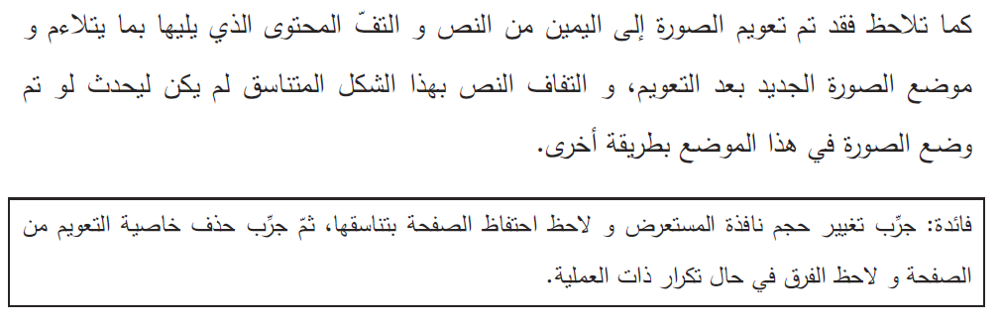 كما تلاحظ فقد تم تعويم الصورة إلى اليمين من النص و التفّ المحتوى الذي يليها بما يتلاءم و
موضع الصورة الجديد بعد التعويم، و التفاف النص بهذا الشكل المتناسق لم يكن ليحدث لو تم
وضع الصورة في هذا الموضع بطريقة أخرى.
فائدة: جرِّب تغيير حجم نافذة المستعرض و لاحظ احتفاظ الصفحة بتناسقها، ثمّ جرِّب حذف خاصية التعويم من
الصفحة و لاحظ الفرق في حال تكرار ذات العملية.